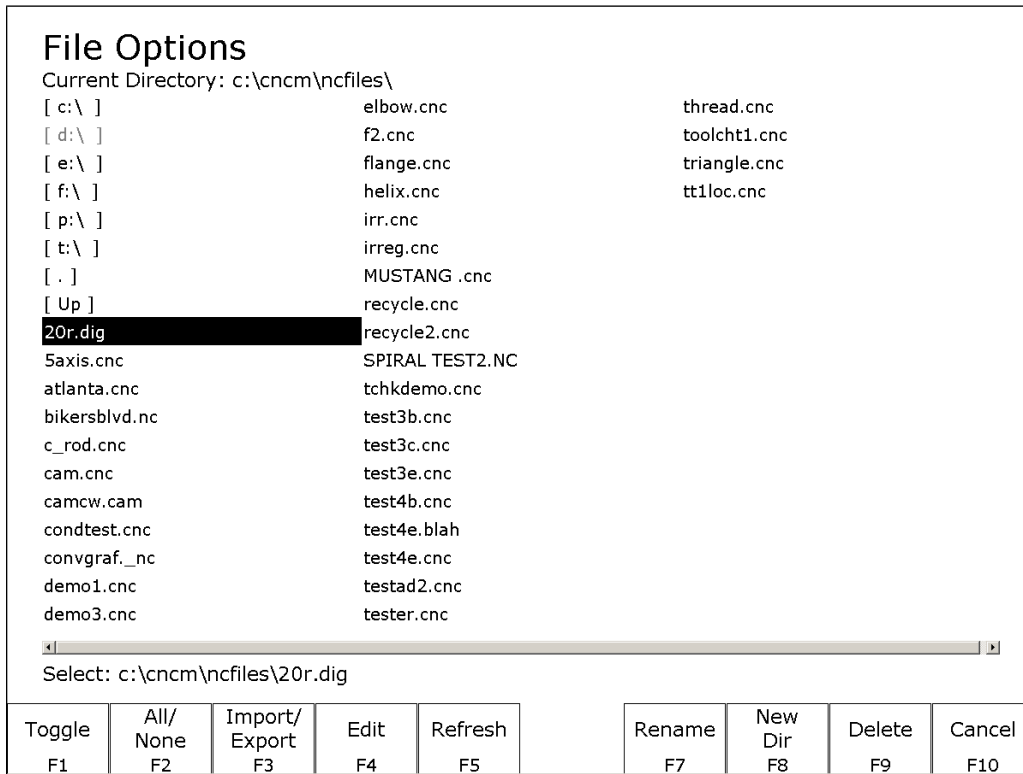 File Options
Current Directory: c:\cncm\ncfiles\
[ c:\ ]
[ d:\ ]
[ e:\ ]
[ f:\ ]
[ p:\ ]
[ t:\ ]
[ . ]
[ Up ]
20r.dig
5axis.cnc
atlanta.cnc
bikersblvd.nc
c_rod.cnc
cam.cnc
camcw.cam
condtest.cnc
convgraf._nc
demo1.cnc
demo3.cnc
elbow.cnc
f2.cnc
flange.cnc
helix.cnc
irr.cnc
irreg.cnc
MUSTANG .cnc
recycle.cnc
recycle2.cnc
SPIRAL TEST2.NC
tchkdemo.cnc
test3b.cnc
test3c.cnc
test3e.cnc
test4b.cnc
test4e.blah
test4e.cnc
testad2.cnc
tester.cnc
thread.cnc
toolcht1.cnc
triangle.cnc
tt1loc.cnc
Select: c:\cncm\ncfiles\20r.dig
Toggle
F1
All/
None
F2
Import/
Export
F3
Edit
F4
Refresh
F5
Rename
F7
New
Dir
F8
Delete
F9
Cancel
F10